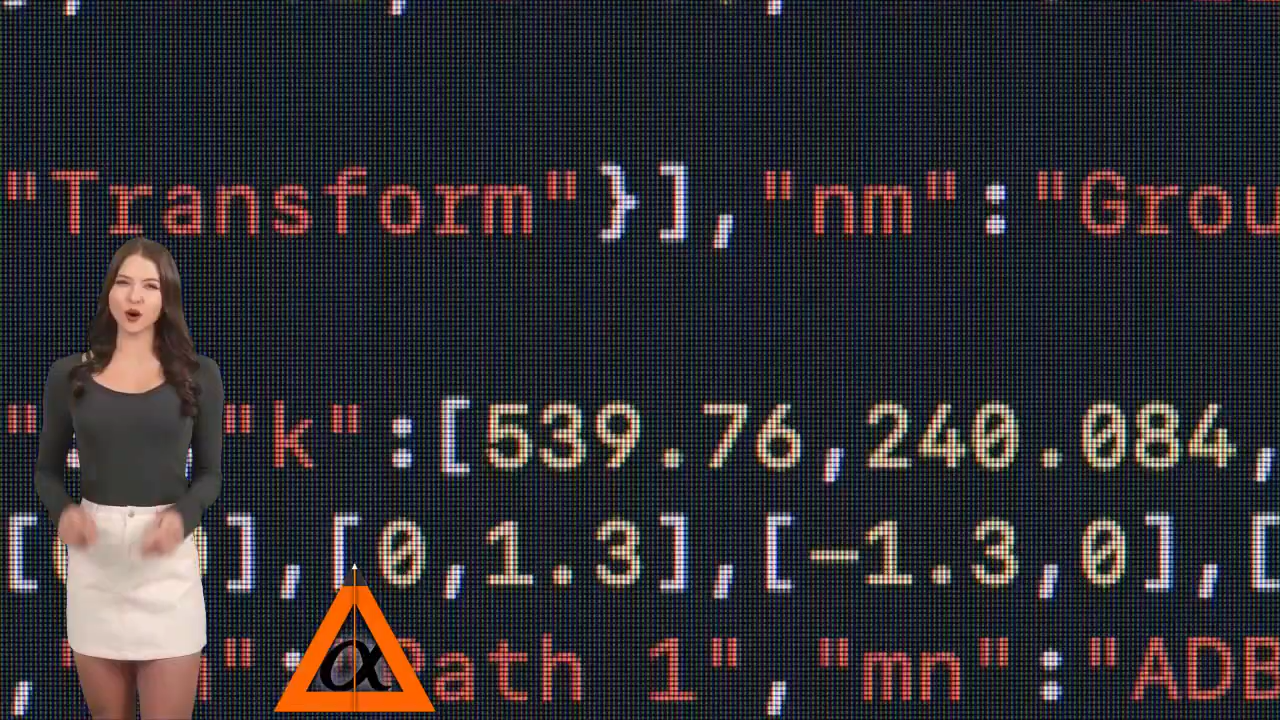 "Transform"}],"nm":"Grou
"k":[539.76,240.084,
],[0,1.3],[-1.3,0],[
": Path 1","mn":"ADB
α